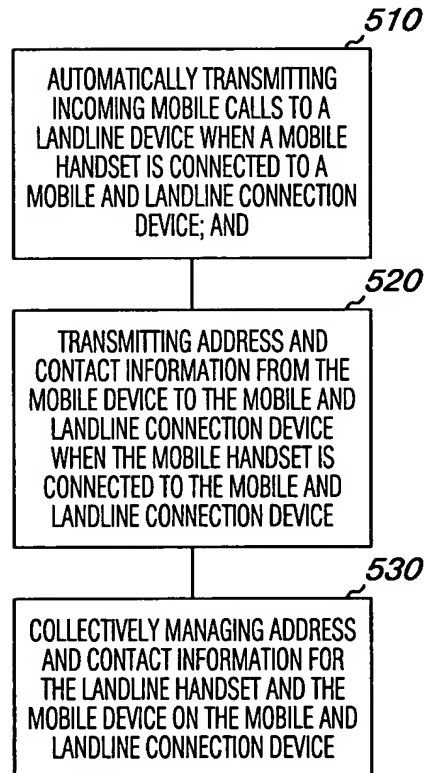 510
AUTOMATICALLY TRANSMITTING
INCOMING MOBILE CALLS TO A
LANDLINE DEVICE WHEN A MOBILE
HANDSET IS CONNECTED TO A
MOBILE AND LANDLINE CONNECTION
DEVICE; AND
520
TRANSMITTING ADDRESS AND
CONTACT INFORMATION FROM THE
MOBILE DEVICE TO THE MOBILE AND
LANDLINE CONNECTION DEVICE
WHEN THE MOBILE HANDSET IS
CONNECTED TO THE MOBILE AND
LANDLINE CONNECTION DEVICE
530
COLLECTIVELY MANAGING ADDRESS
AND CONTACT INFORMATION FOR
THE LANDLINE HANDSET AND THE
MOBILE DEVICE ON THE MOBILE AND
LANDLINE CONNECTION DEVICE